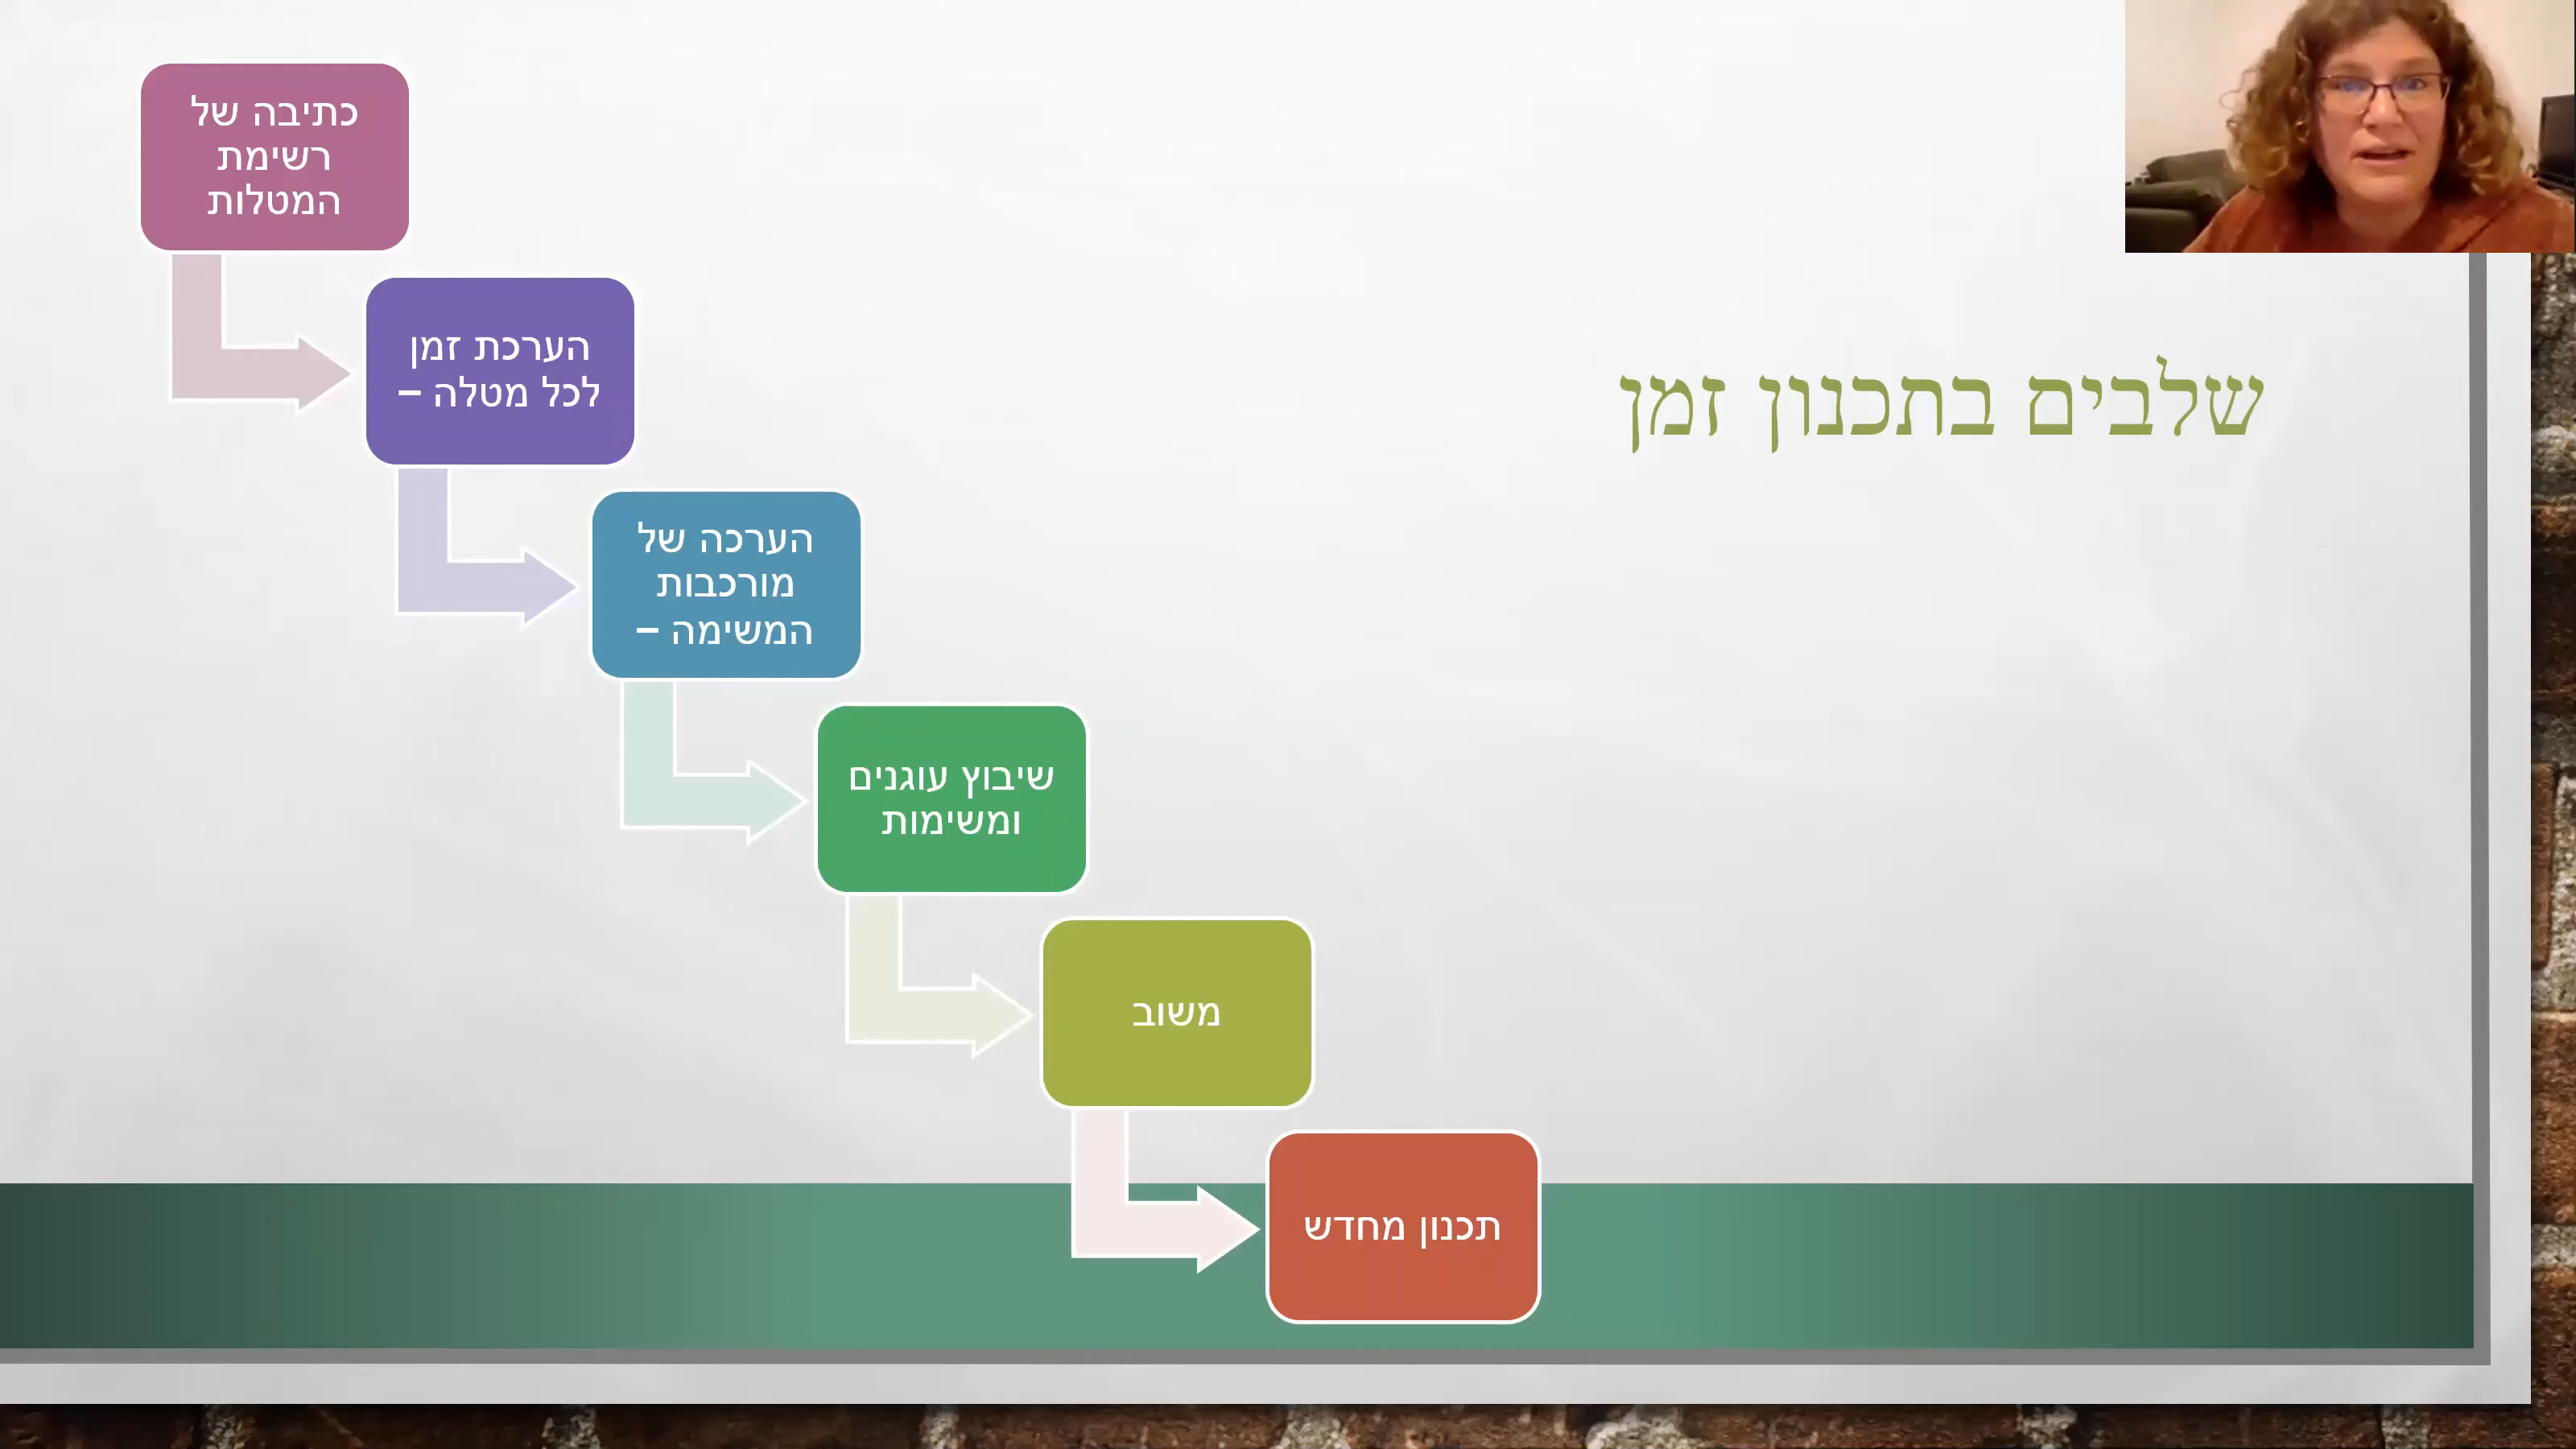 שלבים בתכנון זמן
כתיבה של
רשימת
המטלות
הערכת זמן
לכל מטלה –
הערכה של
מורכבות
המשימה –
שיבוץ עוגנים
ומשימות
משוב
תכנון מחדש